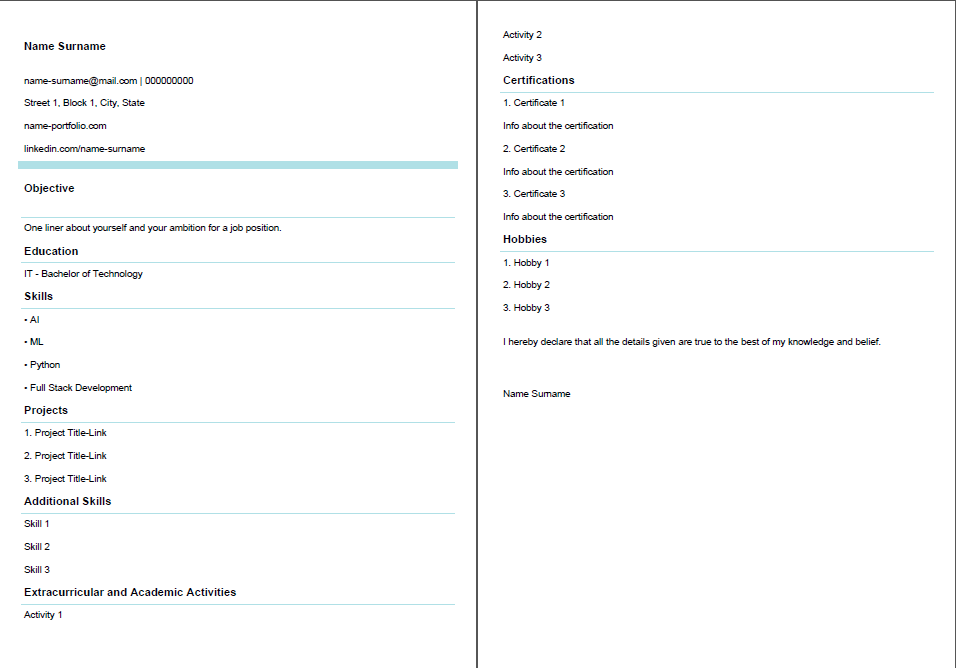 Name Surname
name-surname@mail.com | 000000000
Street 1, Block 1, City, State
name-portfolio.com
linkedin.com/name-surname
Objective
One liner about yourself and your ambition for a job position.
Education
IT - Bachelor of Technology
Skills
• AI
• ML
• Python
• Full Stack Development
Projects
1. Project Title-Link
2. Project Title-Link
3. Project Title-Link
Additional Skills
Skill 1
Skill 2
Skill 3
Extracurricular and Academic Activities
Activity 1
Activity 2
Activity 3
Certifications
1. Certificate 1
Info about the certification
2. Certificate 2
Info about the certification
3. Certificate 3
Info about the certification
Hobbies
1. Hobby 1
2. Hobby 2
3. Hobby 3
I hereby declare that all the details given are true to the best of my knowledge and belief.
Name Surname